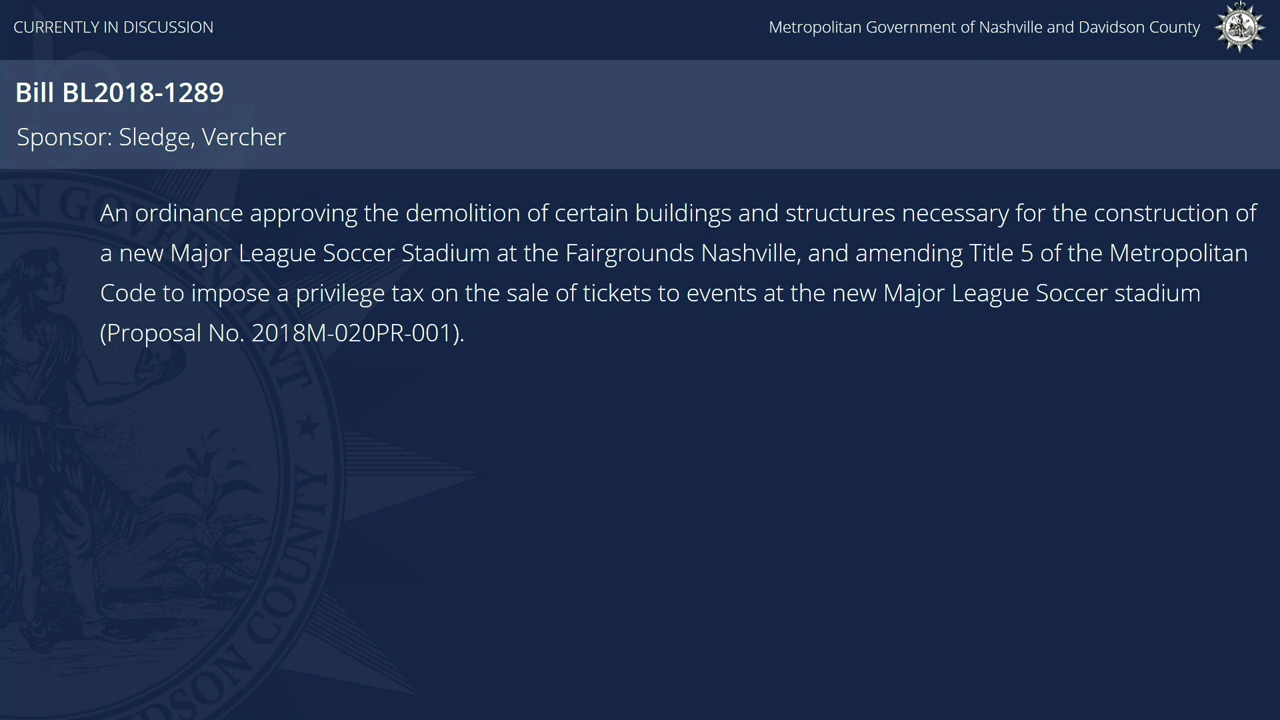 CURRENTLY IN DISCUSSION
Metropolitan Government of Nashville and Davidson County
Bill BL2018-1289
Sponsor: Sledge, Vercher
An ordinance approving the demolition of certain buildings and structures necessary for the construction of
a new Major League Soccer Stadium at the Fairgrounds Nashville, and amending Title 5 of the Metropolitan
Code to impose a privilege tax on the sale of tickets to events at the new Major League Soccer stadium
(Proposal No. 2018M-020PR-001).